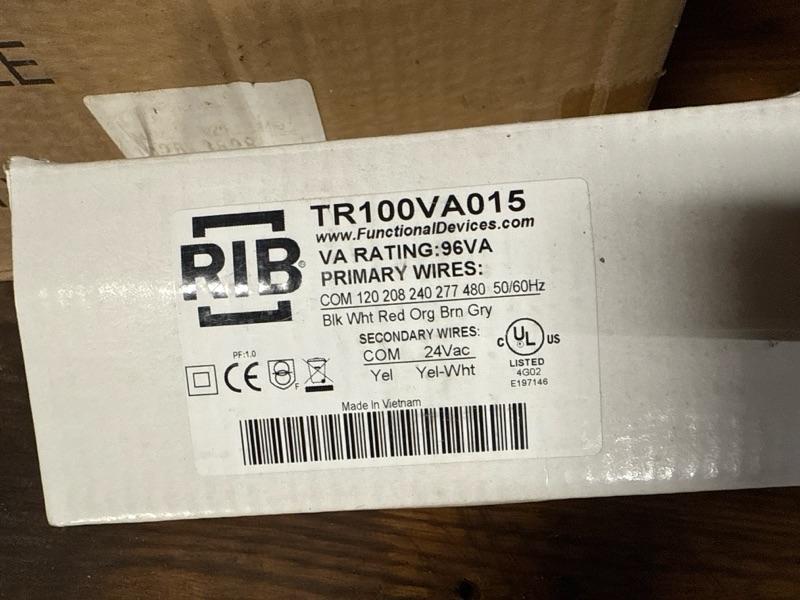 RIB®
TR100VA015
www.FunctionalDevices.com
VA RATING:96VA
PRIMARY WIRES:
COM 120 208 240 277 480 50/60Hz
Blk Wht Red Org Brn Gry
SECONDARY WIRES:
COM 24Vac
Yel Yel-Wht
PF:1.0
CE
F
c UL US
LISTED
4G02
E197146
Made In Vietnam